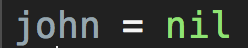 john = nil